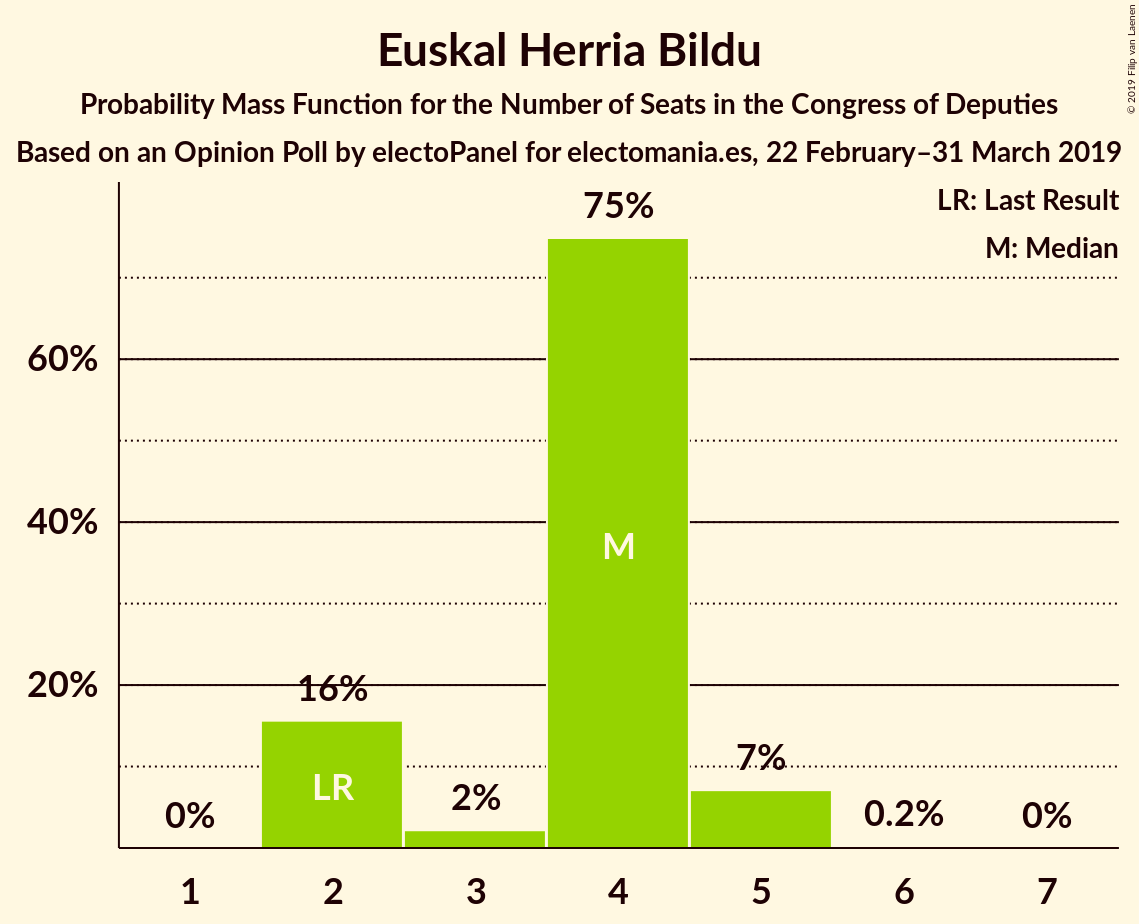 Euskal Herria Bildu
Probability Mass Function for the Number of Seats in the Congress of Deputies
Based on an Opinion Poll by electoPanel for electomania.es, 22 February–31 March 2019
© 2019 Filip van Laenen
LR: Last Result
M: Median
75%
60%
40%
M
20%
16%
LR
7%
2%
0%
0.2%
0%
1 2 3 4 5 6 7